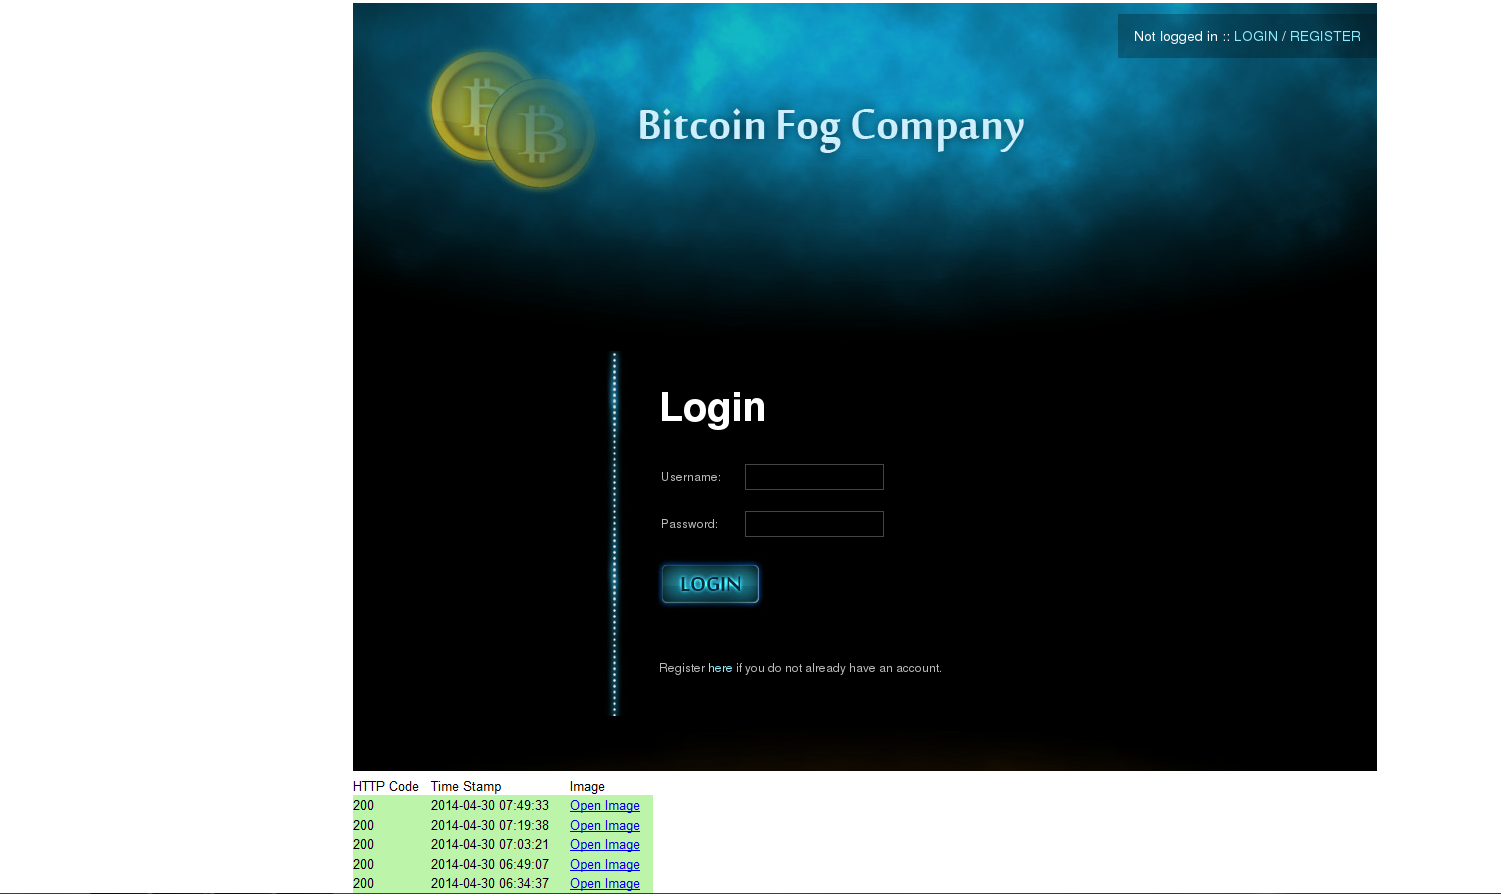 Not logged in :: LOGIN / REGISTER
Bitcoin Fog Company
Login
Username:
Password:
LOGIN
Register here if you do not already have an account.
HTTP Code Time Stamp Image
200 2014-04-30 07:49:33 Open Image
200 2014-04-30 07:19:38 Open Image
200 2014-04-30 07:03:21 Open Image
200 2014-04-30 06:49:07 Open Image
200 2014-04-30 06:34:37 Open Image